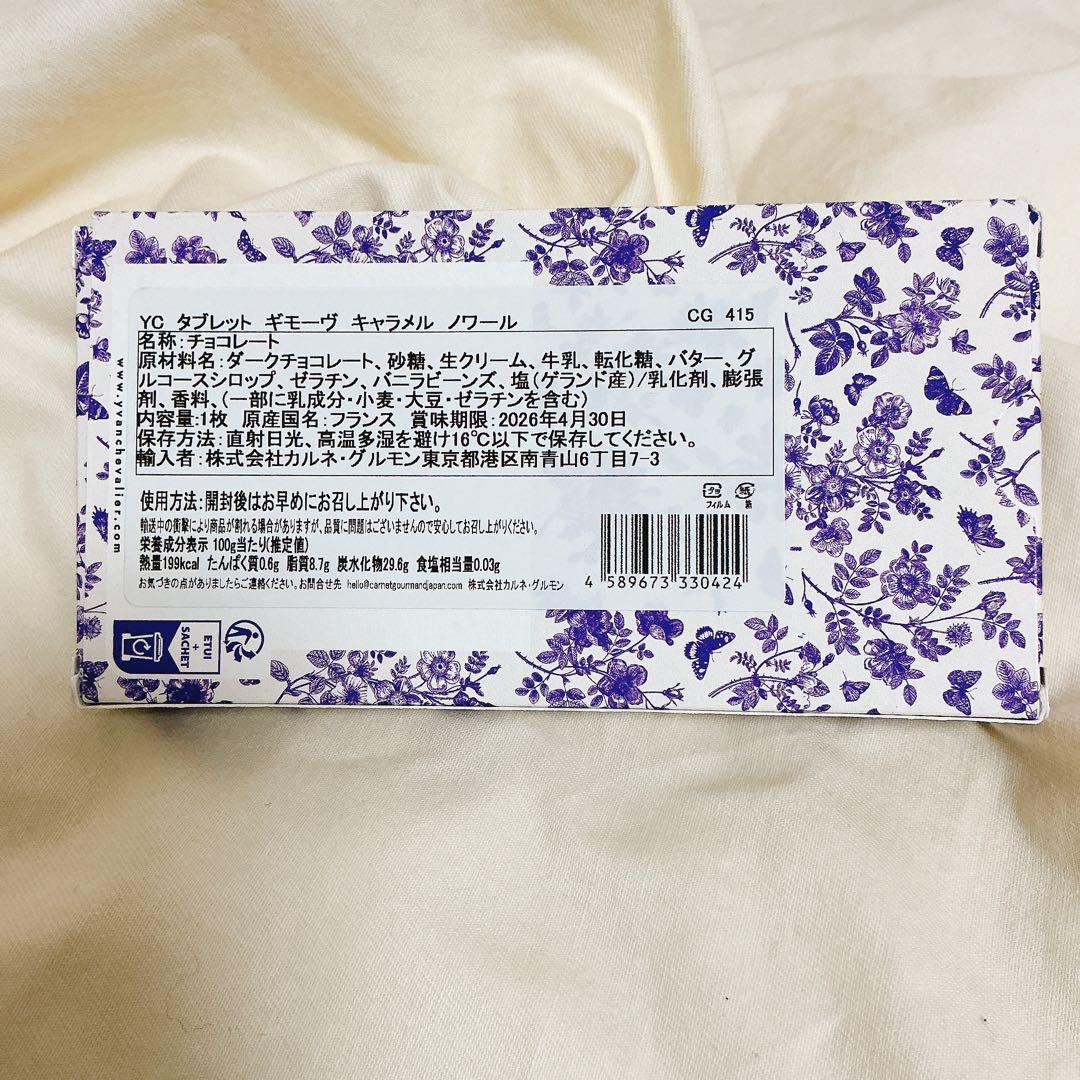 YC タブレット ギモーヴ キャラメル ノワール CG 415
名称:チョコレート
原材料名:ダークチョコレート、砂糖、生クリーム、牛乳、転化糖、バター、グ
ルコースシロップ、ゼラチン、バニラビーンズ、塩(ゲランド産)/乳化剤、膨張
剤、香料、(一部に乳成分・小麦・大豆・ゼラチンを含む)
内容量:1枚 原産国名:フランス 賞味期限:2026年4月30日
保存方法:直射日光、高温多湿を避け16℃以下で保存してください。
輸入者:株式会社カルネ・グルモン東京都港区南青山6丁目7-3
使用方法:開封後はお早めにお召し上がり下さい。
輸送中の衝撃により商品が割れる場合がありますが、品質に問題はございませんので安心してお召し上がりください。
栄養成分表示 100g当たり(推定値)
熱量199kcal たんぱく質0.6g 脂質8.7g 炭水化物29.6g 食塩相当量0.03g
お気づきの点がありましたらご連絡ください。お問合せ先 hello@carnetgourmandjapan.com 株式会社カルネ・グルモン
プラ
フィルム
紙
箱
4 589673 330424
www.yvanchevalier.com
ETUI
+
SACHET